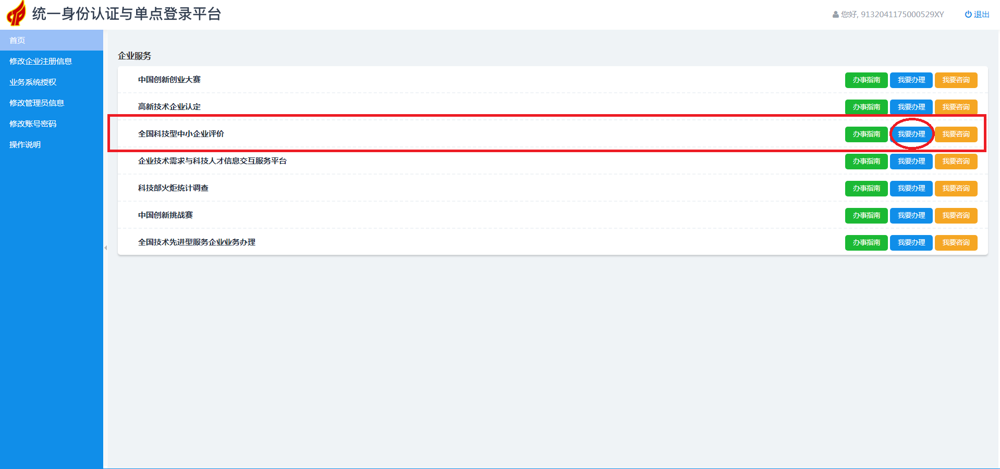 统一身份认证与单点登录平台
您好, 9132041175000529XY 退出
首页
修改企业注册信息
业务系统授权
修改管理员信息
修改账号密码
操作说明
企业服务
中国创新创业大赛 办事指南 我要办理 我要咨询
高新技术企业认定 办事指南 我要办理 我要咨询
全国科技型中小企业评价 办事指南 我要办理 我要咨询
企业技术需求与科技人才信息交互服务平台 办事指南 我要办理 我要咨询
科技部火炬统计调查 办事指南 我要办理 我要咨询
中国创新挑战赛 办事指南 我要办理 我要咨询
全国技术先进型服务企业业务办理 办事指南 我要办理 我要咨询